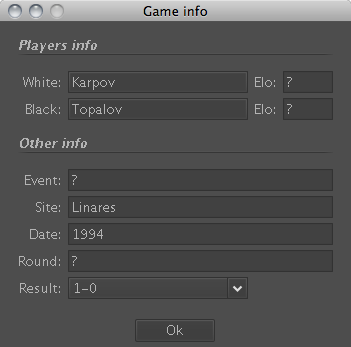 Game info
Players info
White: Karpov Elo: ?
Black: Topalov Elo: ?
Other info
Event: ?
Site: Linares
Date: 1994
Round: ?
Result: 1-0
Ok